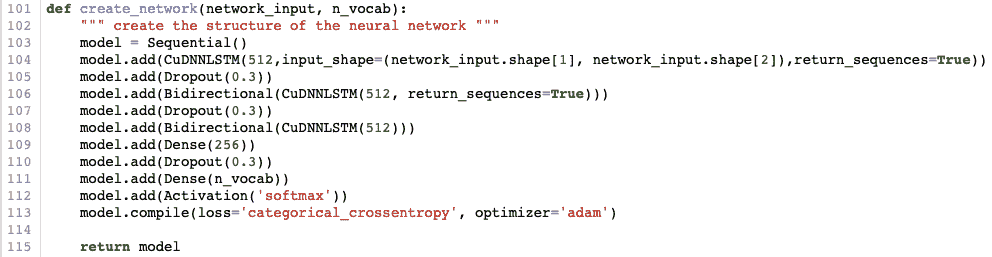 101 def create_network(network_input, n_vocab):
102     """ create the structure of the neural network """
103     model = Sequential()
104     model.add(CuDNNLSTM(512,input_shape=(network_input.shape[1], network_input.shape[2]),return_sequences=True))
105     model.add(Dropout(0.3))
106     model.add(Bidirectional(CuDNNLSTM(512, return_sequences=True)))
107     model.add(Dropout(0.3))
108     model.add(Bidirectional(CuDNNLSTM(512)))
109     model.add(Dense(256))
110     model.add(Dropout(0.3))
111     model.add(Dense(n_vocab))
112     model.add(Activation('softmax'))
113     model.compile(loss='categorical_crossentropy', optimizer='adam')
114
115     return model